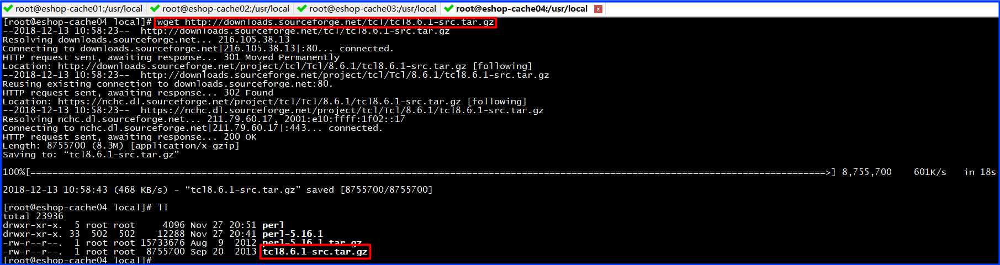 root@eshop-cache01:/usr/local root@eshop-cache02:/usr/local root@eshop-cache03:/usr/local root@eshop-cache04:/usr/local x
[root@eshop-cache04 local]# wget http://downloads.sourceforge.net/tcl/tcl8.6.1-src.tar.gz
--2018-12-13 10:58:23--  http://downloads.sourceforge.net/tcl/tcl8.6.1-src.tar.gz
Resolving downloads.sourceforge.net... 216.105.38.13
Connecting to downloads.sourceforge.net|216.105.38.13|:80... connected.
HTTP request sent, awaiting response... 301 Moved Permanently
Location: http://downloads.sourceforge.net/project/tcl/Tcl/8.6.1/tcl8.6.1-src.tar.gz [following]
--2018-12-13 10:58:23--  http://downloads.sourceforge.net/project/tcl/Tcl/8.6.1/tcl8.6.1-src.tar.gz
Reusing existing connection to downloads.sourceforge.net:80.
HTTP request sent, awaiting response... 302 Found
Location: https://nchc.dl.sourceforge.net/project/tcl/Tcl/8.6.1/tcl8.6.1-src.tar.gz [following]
--2018-12-13 10:58:23--  https://nchc.dl.sourceforge.net/project/tcl/Tcl/8.6.1/tcl8.6.1-src.tar.gz
Resolving nchc.dl.sourceforge.net... 211.79.60.17, 2001:e10:ffff:1f02::17
Connecting to nchc.dl.sourceforge.net|211.79.60.17|:443... connected.
HTTP request sent, awaiting response... 200 OK
Length: 8755700 (8.3M) [application/x-gzip]
Saving to: “tcl8.6.1-src.tar.gz”
100%[================================================================================================================================================>] 8,755,700    601K/s   in 18s
2018-12-13 10:58:43 (468 KB/s) - “tcl8.6.1-src.tar.gz” saved [8755700/8755700]
[root@eshop-cache04 local]# ll
total 23936
drwxr-xr-x.  5 root root     4096 Nov 27 20:51 perl
drwxr-xr-x. 33  502  502    12288 Nov 27 20:41 perl-5.16.1
-rw-r--r--.  1 root root 15733676 Aug  9  2012 perl-5.16.1.tar.gz
-rw-r--r--.  1 root root  8755700 Sep 20  2013 tcl8.6.1-src.tar.gz
[root@eshop-cache04 local]#